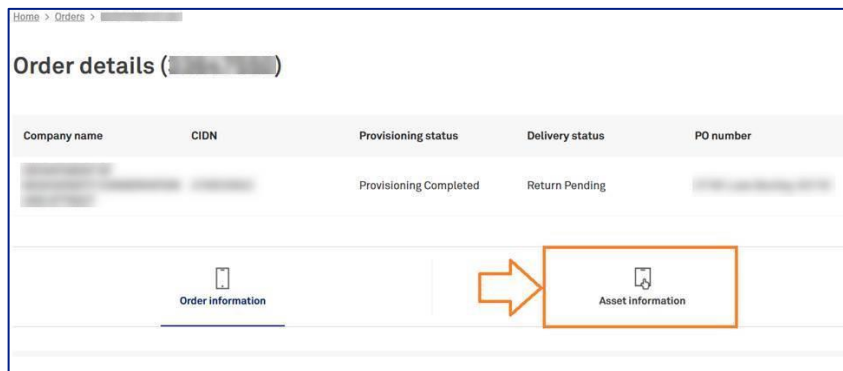 Home > Orders >
Order details ( )
Company name CIDN Provisioning status Delivery status PO number
Provisioning Completed Return Pending
Order information Asset information